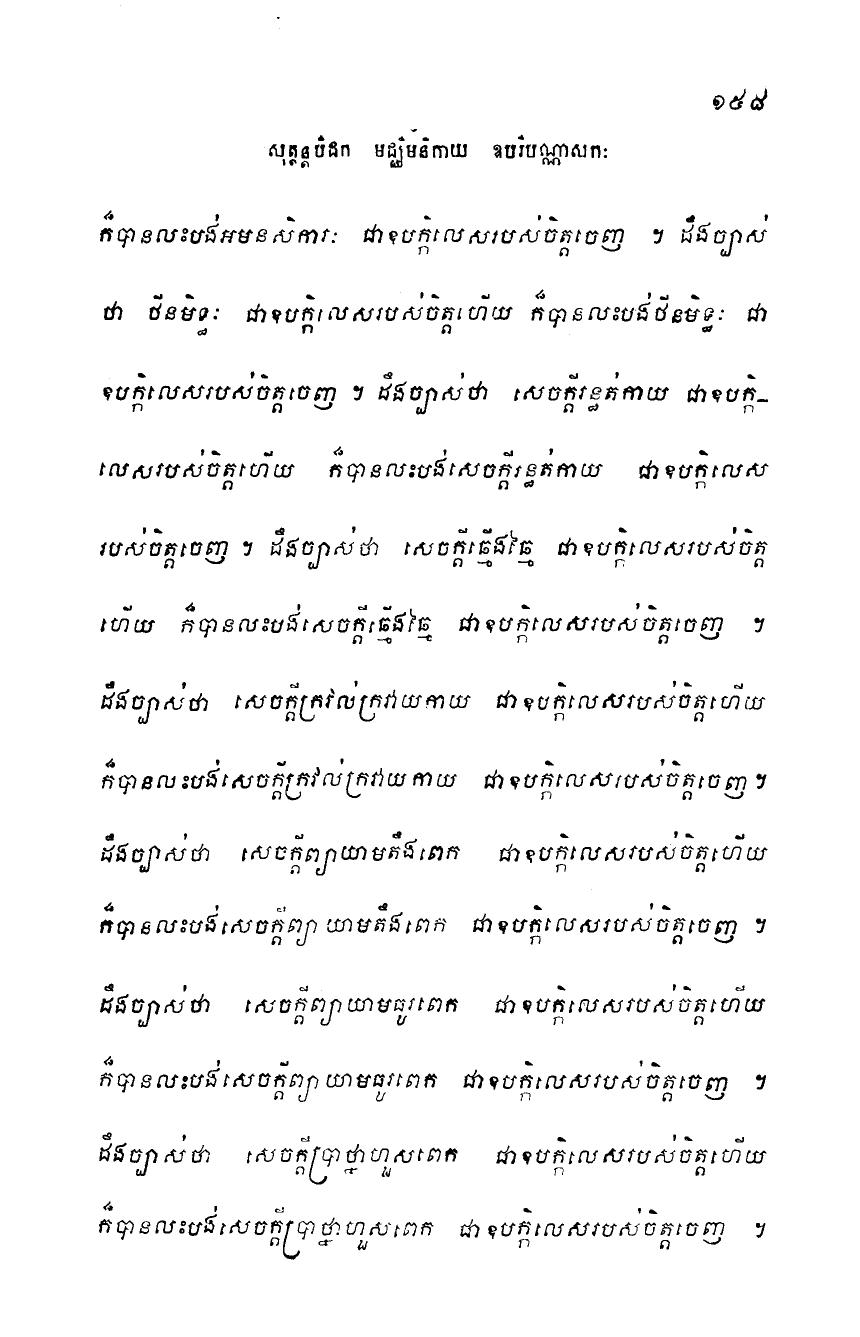 ១៥៨
សុត្តន្តបិដក មជ្ឈិមនិកាយ ឧបរិបណ្ណាសកៈ
ក៏បានលះបង់អមនសិការៈ ជាឧបក្កិលេសរបស់ចិត្តចេញ ។ ដឹងច្បាស់
ថា ថីនមិទ្ធៈ ជាឧបក្កិលេសរបស់ចិត្តហើយ ក៏បានលះបង់ថីនមិទ្ធៈ ជា
ឧបក្កិលេសរបស់ចិត្តចេញ ។ ដឹងច្បាស់ថា សេចក្តីរន្ធត់កាយ ជាឧបក្កិ-
លេសរបស់ចិត្តហើយ ក៏បានលះបង់សេចក្តីរន្ធត់កាយ ជាឧបក្កិលេស
របស់ចិត្តចេញ ។ ដឹងច្បាស់ថា សេចក្តីឆ្មើងឆ្មៃ ជាឧបក្កិលេសរបស់ចិត្ត
ហើយ ក៏បានលះបង់សេចក្តីឆ្មើងឆ្មៃ ជាឧបក្កិលេសរបស់ចិត្តចេញ ។
ដឹងច្បាស់ថា សេចក្តីក្រវល់ក្រវាយកាយ ជាឧបក្កិលេសរបស់ចិត្តហើយ
ក៏បានលះបង់សេចក្តីក្រវល់ក្រវាយកាយ ជាឧបក្កិលេសរបស់ចិត្តចេញ ។
ដឹងច្បាស់ថា សេចក្តីព្យាយាមតឹងពេក ជាឧបក្កិលេសរបស់ចិត្តហើយ
ក៏បានលះបង់សេចក្តីព្យាយាមតឹងពេក ជាឧបក្កិលេសរបស់ចិត្តចេញ ។
ដឹងច្បាស់ថា សេចក្តីព្យាយាមធូរពេក ជាឧបក្កិលេសរបស់ចិត្តហើយ
ក៏បានលះបង់សេចក្តីព្យាយាមធូរពេក ជាឧបក្កិលេសរបស់ចិត្តចេញ ។
ដឹងច្បាស់ថា សេចក្តីប្រាថ្នាហួសពេក ជាឧបក្កិលេសរបស់ចិត្តហើយ
ក៏បានលះបង់សេចក្តីប្រាថ្នាហួសពេក ជាឧបក្កិលេសរបស់ចិត្តចេញ ។